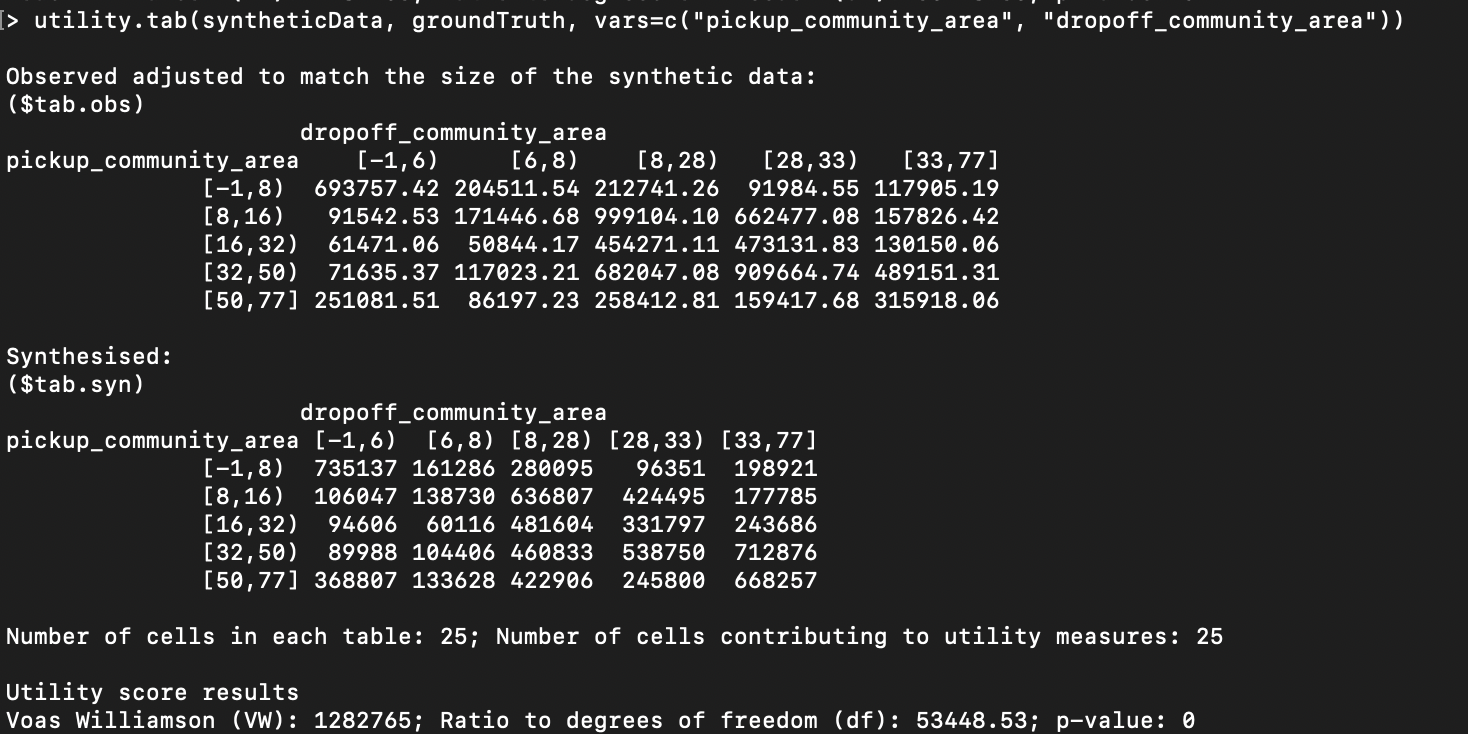 > utility.tab(syntheticData, groundTruth, vars=c("pickup_community_area", "dropoff_community_area"))
Observed adjusted to match the size of the synthetic data:
($tab.obs)
dropoff_community_area
pickup_community_area [-1,6) [6,8) [8,28) [28,33) [33,77]
[-1,8) 693757.42 204511.54 212741.26 91984.55 117905.19
[8,16) 91542.53 171446.68 999104.10 662477.08 157826.42
[16,32) 61471.06 50844.17 454271.11 473131.83 130150.06
[32,50) 71635.37 117023.21 682047.08 909664.74 489151.31
[50,77] 251081.51 86197.23 258412.81 159417.68 315918.06
Synthesised:
($tab.syn)
dropoff_community_area
pickup_community_area [-1,6) [6,8) [8,28) [28,33) [33,77]
[-1,8) 735137 161286 280095 96351 198921
[8,16) 106047 138730 636807 424495 177785
[16,32) 94606 60116 481604 331797 243686
[32,50) 89988 104406 460833 538750 712876
[50,77] 368807 133628 422906 245800 668257
Number of cells in each table: 25; Number of cells contributing to utility measures: 25
Utility score results
Voas Williamson (VW): 1282765; Ratio to degrees of freedom (df): 53448.53; p-value: 0